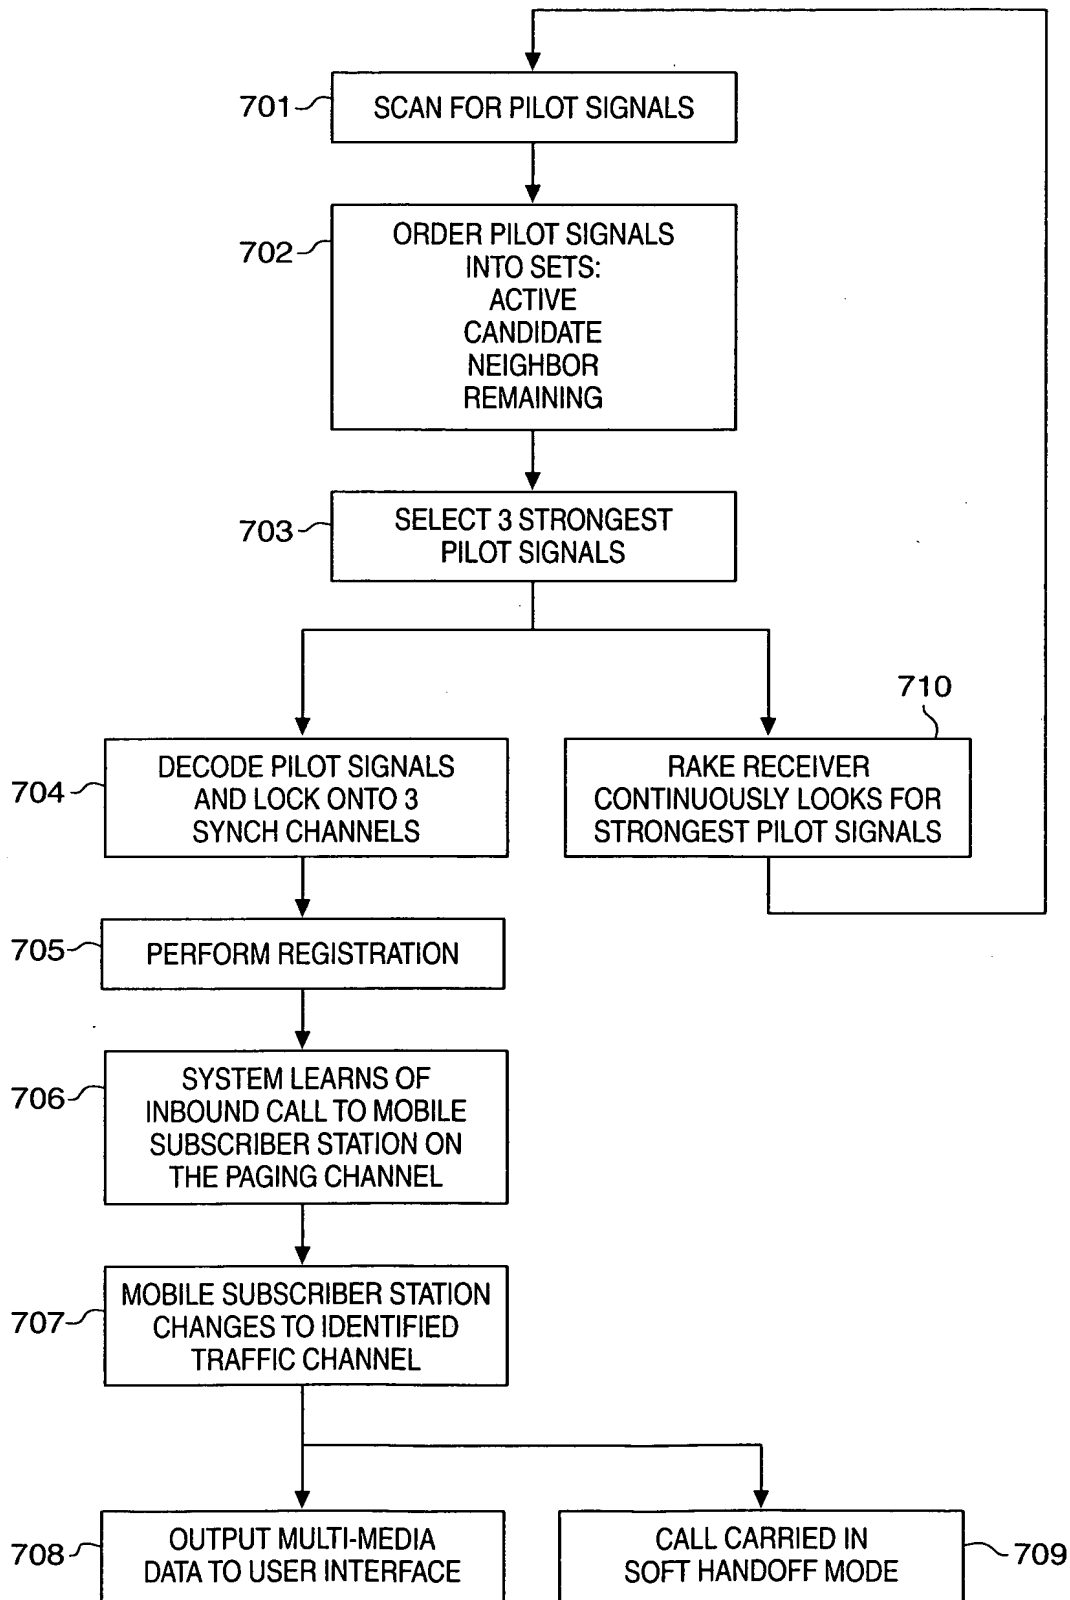 701
SCAN FOR PILOT SIGNALS
702
ORDER PILOT SIGNALS
INTO SETS:
ACTIVE
CANDIDATE
NEIGHBOR
REMAINING
703
SELECT 3 STRONGEST
PILOT SIGNALS
704
DECODE PILOT SIGNALS
AND LOCK ONTO 3
SYNCH CHANNELS
710
RAKE RECEIVER
CONTINUOUSLY LOOKS FOR
STRONGEST PILOT SIGNALS
705
PERFORM REGISTRATION
706
SYSTEM LEARNS OF
INBOUND CALL TO MOBILE
SUBSCRIBER STATION ON
THE PAGING CHANNEL
707
MOBILE SUBSCRIBER STATION
CHANGES TO IDENTIFIED
TRAFFIC CHANNEL
708
OUTPUT MULTI-MEDIA
DATA TO USER INTERFACE
CALL CARRIED IN
SOFT HANDOFF MODE
709